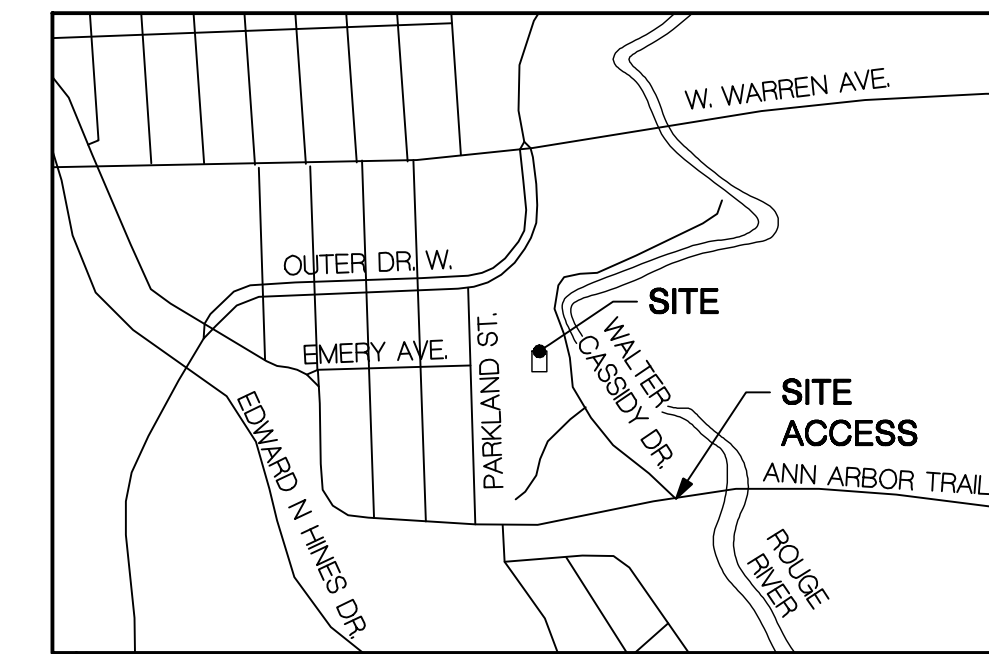 W. WARREN AVE.
OUTER DR. W.
SITE
EMERY AVE.
PARKLAND ST.
WALTER
CASSIDY DR.
SITE
ACCESS
EDWARD N HINES DR.
ANN ARBOR TRAIL
ROUGE
RIVER